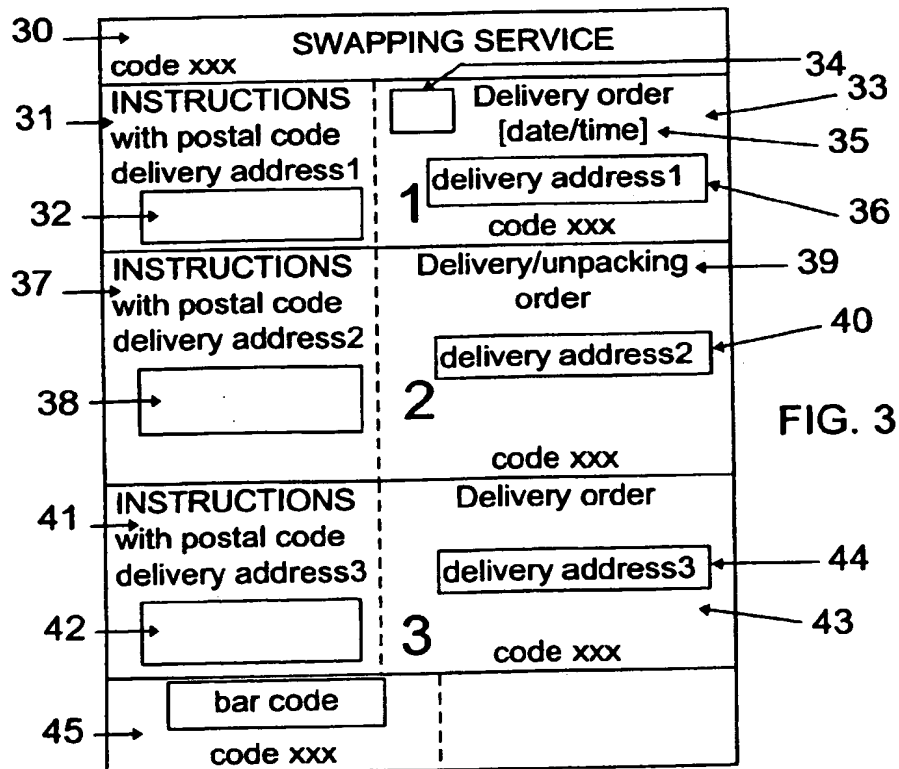 30
SWAPPING SERVICE
code xxx
34
31
INSTRUCTIONS
with postal code
delivery address1
32
Delivery order
[date/time]
33
35
1
delivery address1
code xxx
36
37
INSTRUCTIONS
with postal code
delivery address2
38
Delivery/unpacking
order
39
delivery address2
40
2
code xxx
FIG. 3
41
INSTRUCTIONS
with postal code
delivery address3
42
Delivery order
delivery address3
44
43
3
code xxx
45
bar code
code xxx